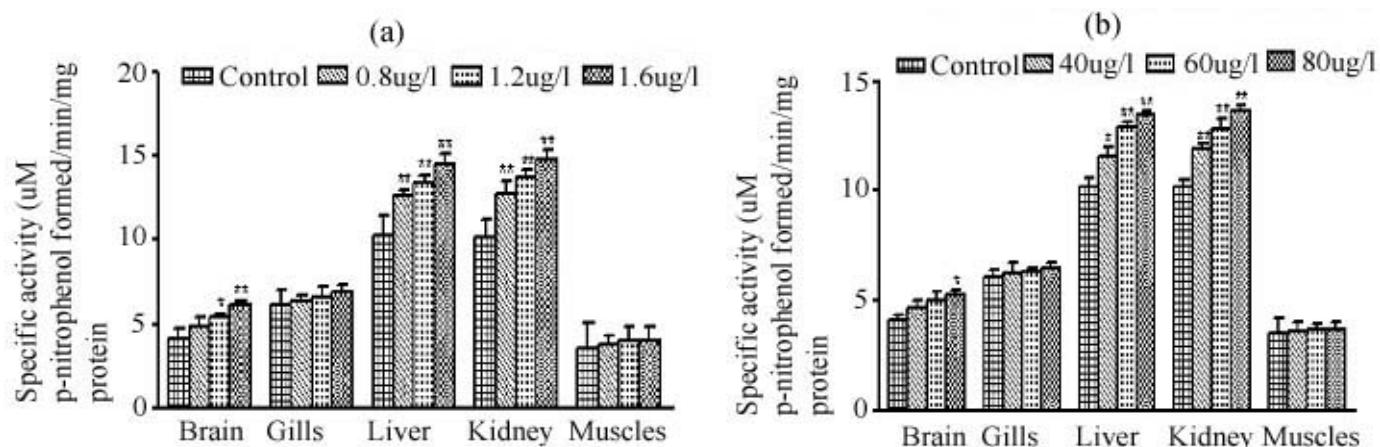 (a)
Control 0.8ug/l 1.2ug/l 1.6ug/l
Specific activity (uM
p-nitrophenol formed/min/mg
protein
20
15
10
5
0
** ** ** ** ** ** * **
Brain Gills Liver Kidney Muscles
(b)
Control 40ug/l 60ug/l 80ug/l
Specific activity (uM
p-nitrophenol formed/min/mg
protein
15
10
5
0
* ** ** ** ** ** *
Brain Gills Liver Kidney Muscles